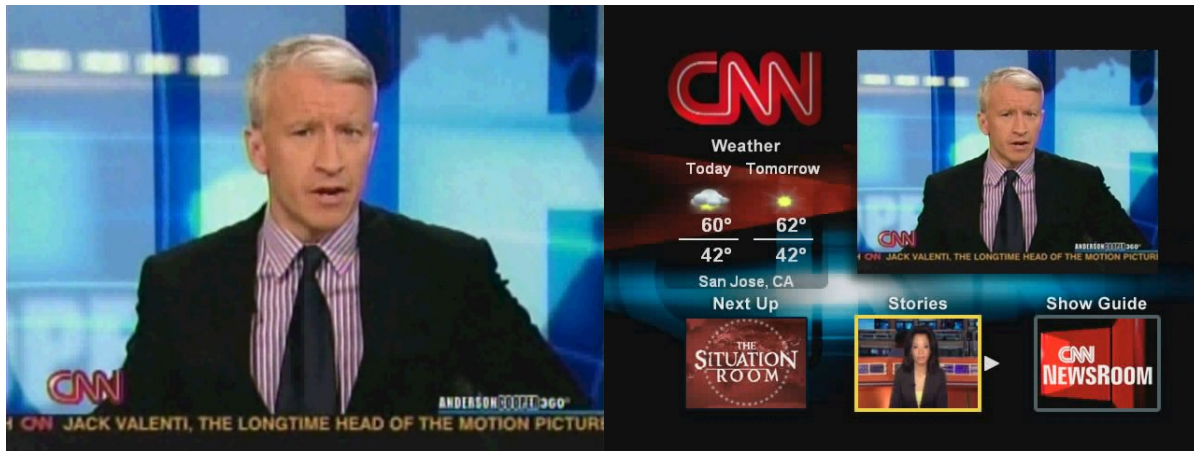 CNN
ANDERSON COOPER 360°
CNN JACK VALENTI, THE LONGTIME HEAD OF THE MOTION PICTURE
CNN
Weather
Today Tomorrow
60° 62°
42° 42°
San Jose, CA
CNN
ANDERSON COOPER 360°
CNN JACK VALENTI, THE LONGTIME HEAD OF THE MOTION PICTUR
Next Up Stories Show Guide
THE
SITUATION
ROOM
CNN
NEWSROOM